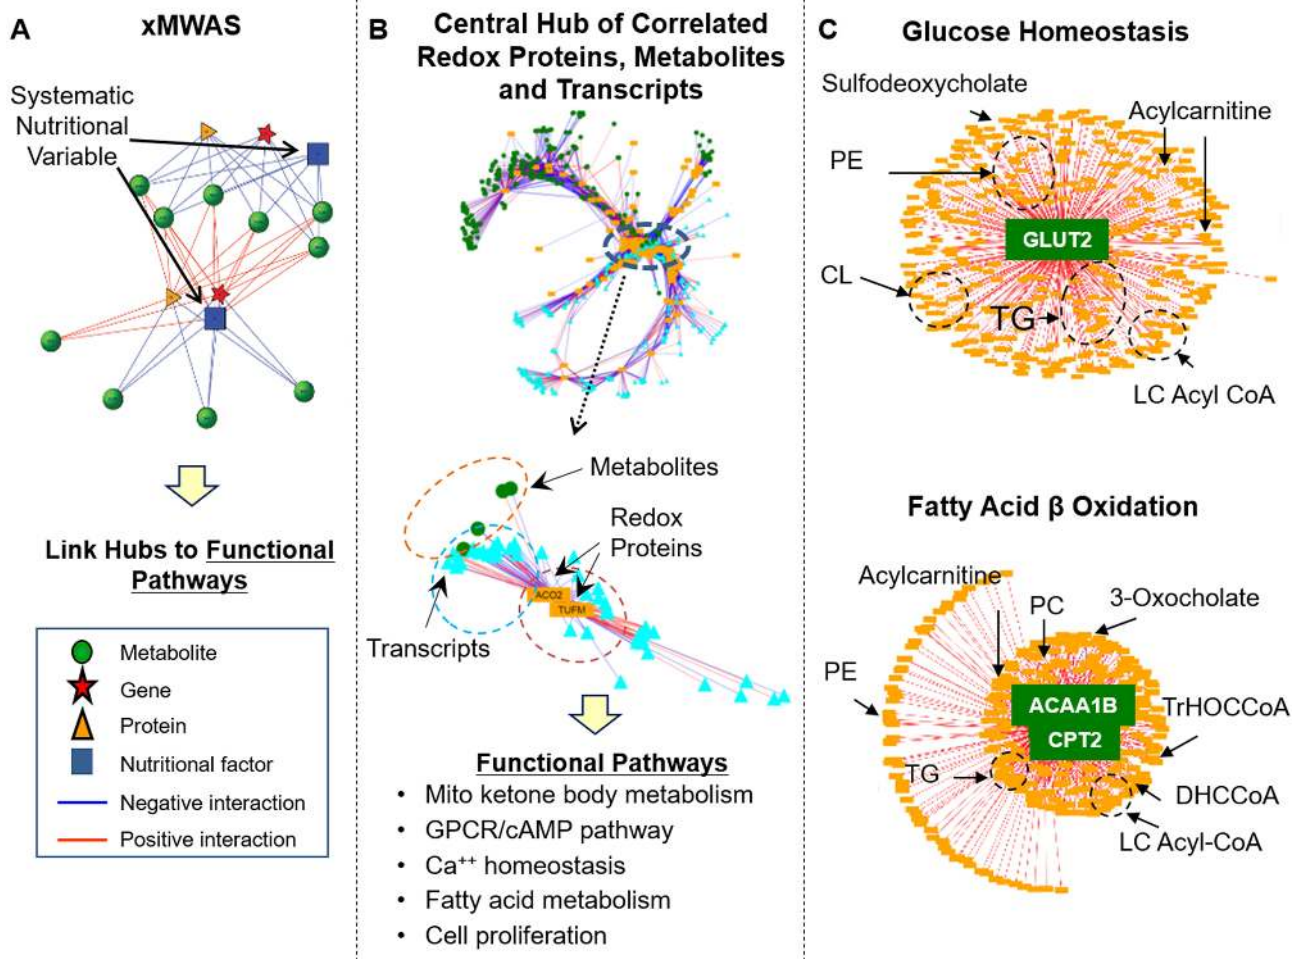 A
xMWAS
Systematic
Nutritional
Variable
Link Hubs to Functional
Pathways
Metabolite
Gene
Protein
Nutritional factor
Negative interaction
Positive interaction
B
Central Hub of Correlated
Redox Proteins, Metabolites
and Transcripts
Metabolites
Redox
Proteins
ACO2
TUFM
Transcripts
Functional Pathways
• Mito ketone body metabolism
• GPCR/cAMP pathway
• Ca⁺⁺ homeostasis
• Fatty acid metabolism
• Cell proliferation
C
Glucose Homeostasis
Sulfodeoxycholate
Acylcarnitine
PE
GLUT2
CL
TG
LC Acyl CoA
Fatty Acid β Oxidation
Acylcarnitine
PC
3-Oxocholate
PE
ACAA1B
TrHOCCoA
CPT2
TG
DHCCoA
LC Acyl-CoA